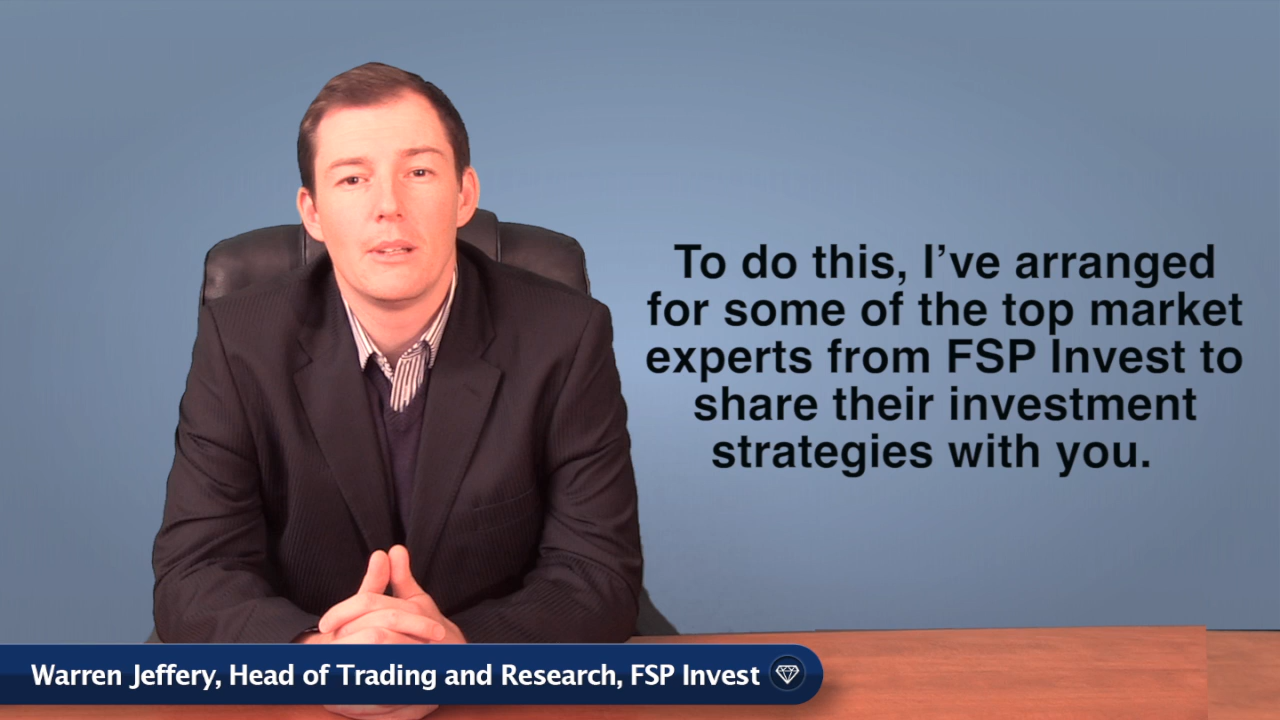 To do this, I've arranged
for some of the top market
experts from FSP Invest to
share their investment
strategies with you.
Warren Jeffery, Head of Trading and Research, FSP Invest